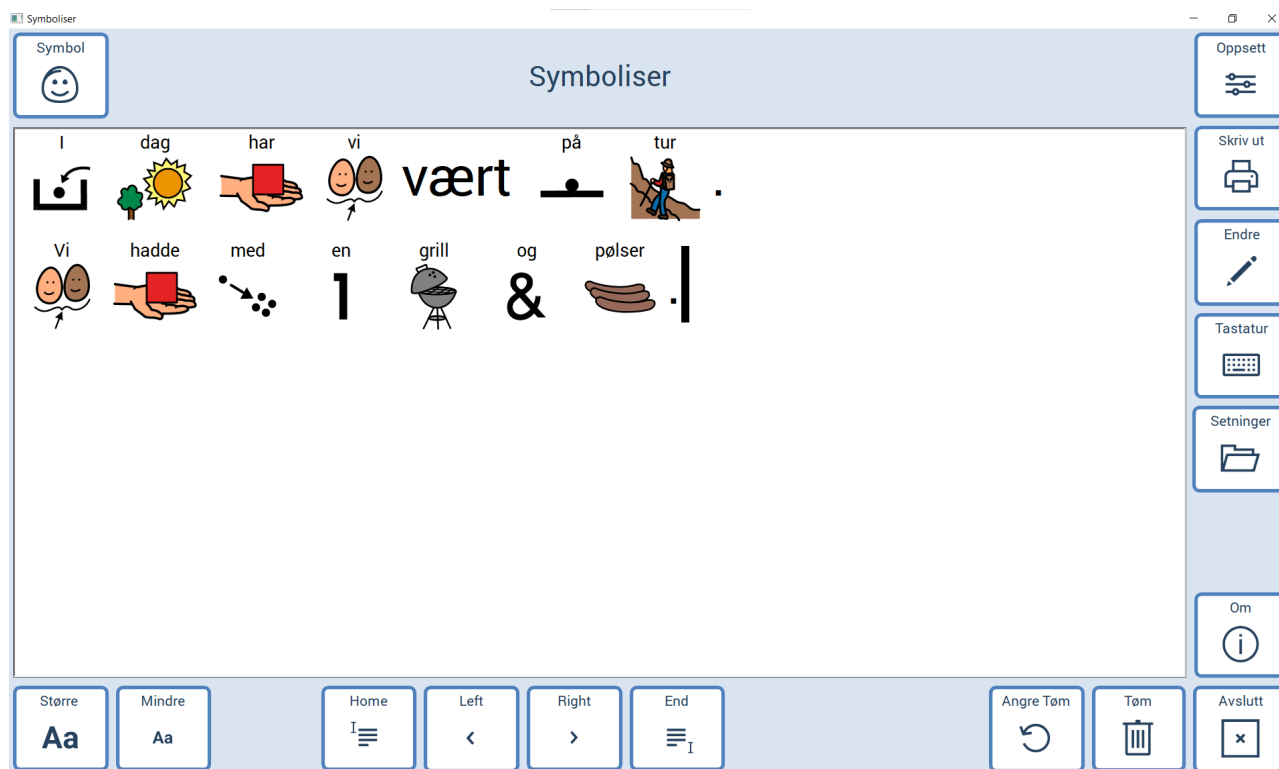 Symboliser
Symbol
Symboliser
Oppsett
I dag har vi vært på tur .
Skriv ut
Vi hadde med en grill og pølser .
1 &
Endre
Tastatur
Setninger
Om
Større Mindre Home Left Right End Angre Tøm Tøm Avslutt
Aa Aa